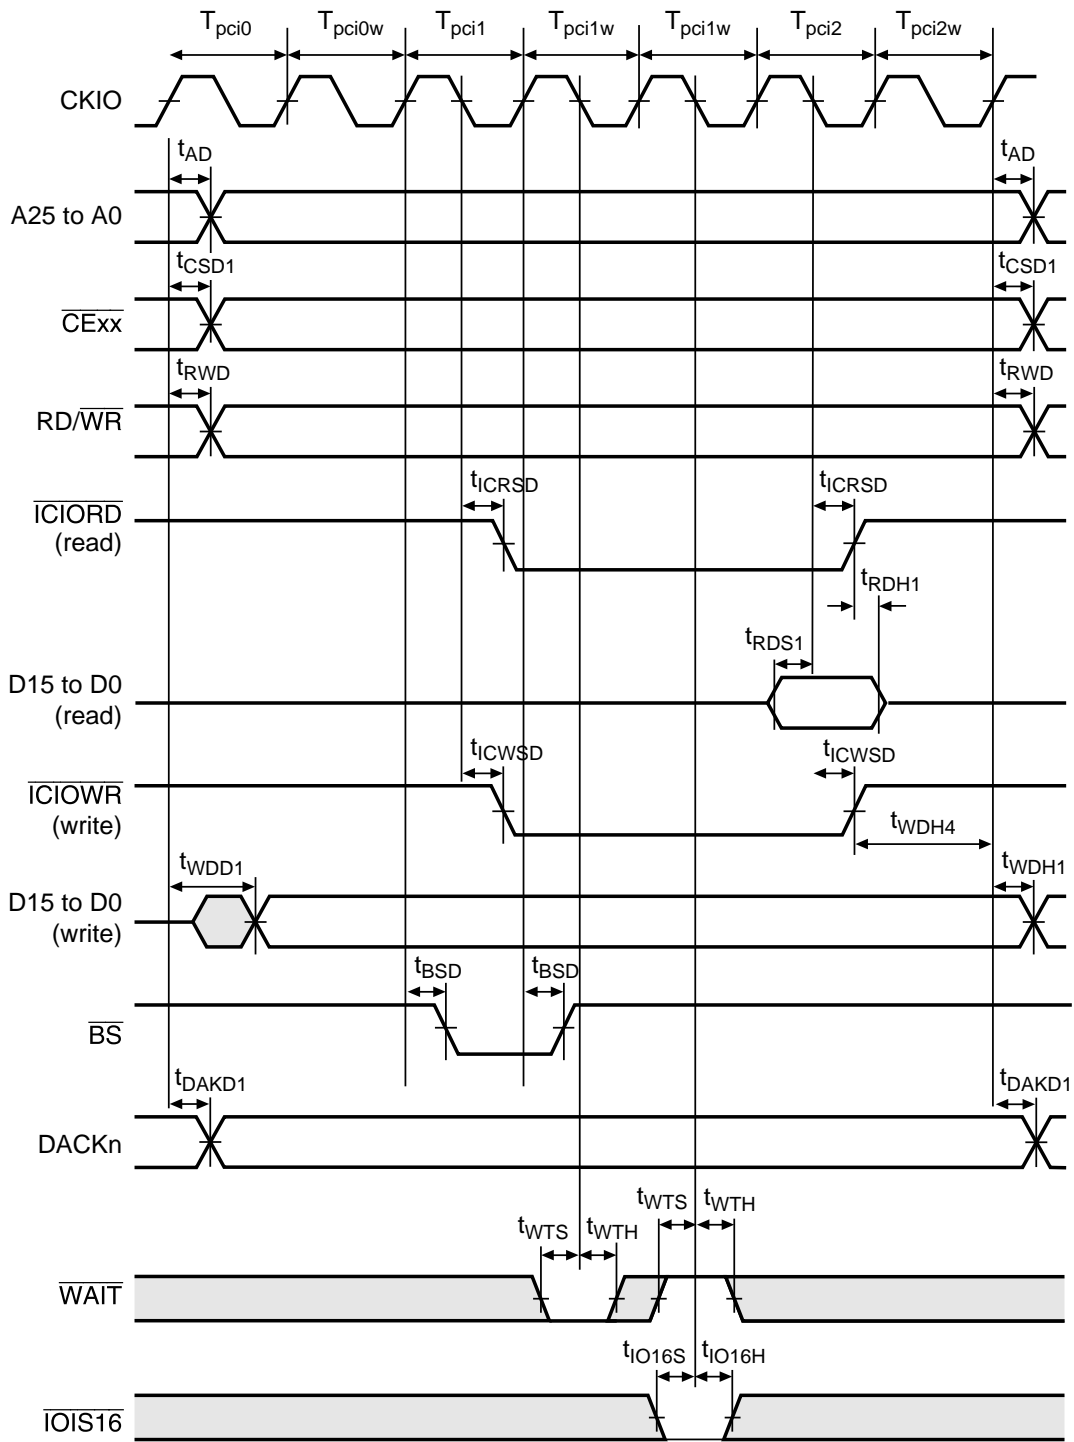 Tpci0 Tpci0w Tpci1 Tpci1w Tpci1w Tpci2 Tpci2w
CKIO
tAD tAD
A25 to A0
tCSD1 tCSD1
CExx
tRWD tRWD
RD/WR
tICRSD tICRSD
ICIORD
(read)
tRDH1
tRDS1
D15 to D0
(read)
tICWSD tICWSD
ICIOWR
(write)
tWDH4
tWDD1 tWDH1
D15 to D0
(write)
tBSD tBSD
BS
tDAKD1 tDAKD1
DACKn
tWTS tWTH
tWTS tWTH
WAIT
tIO16S tIO16H
IOIS16